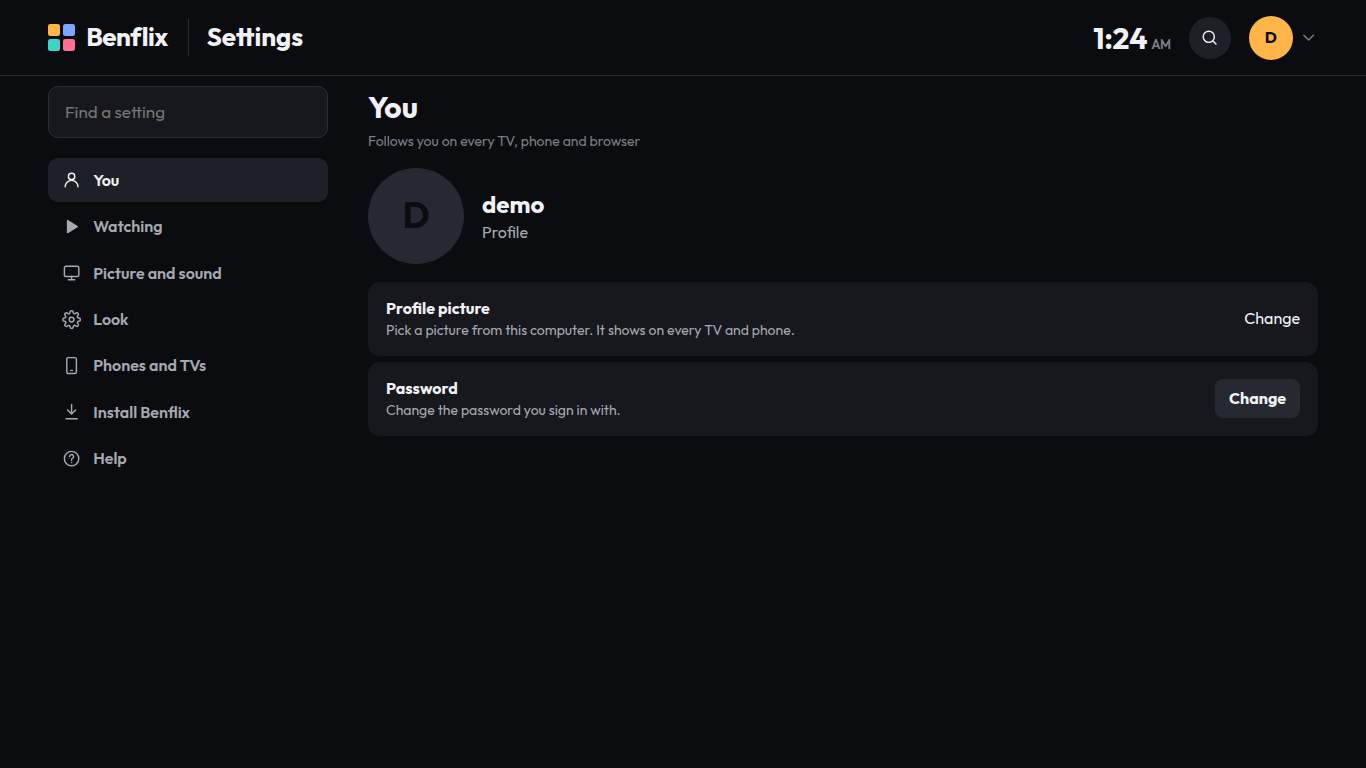 Benflix
Settings
1:24 AM
D
Find a setting
You
Watching
Picture and sound
Look
Phones and TVs
Install Benflix
Help
You
Follows you on every TV, phone and browser
D
demo
Profile
Profile picture
Pick a picture from this computer. It shows on every TV and phone.
Change
Password
Change the password you sign in with.
Change